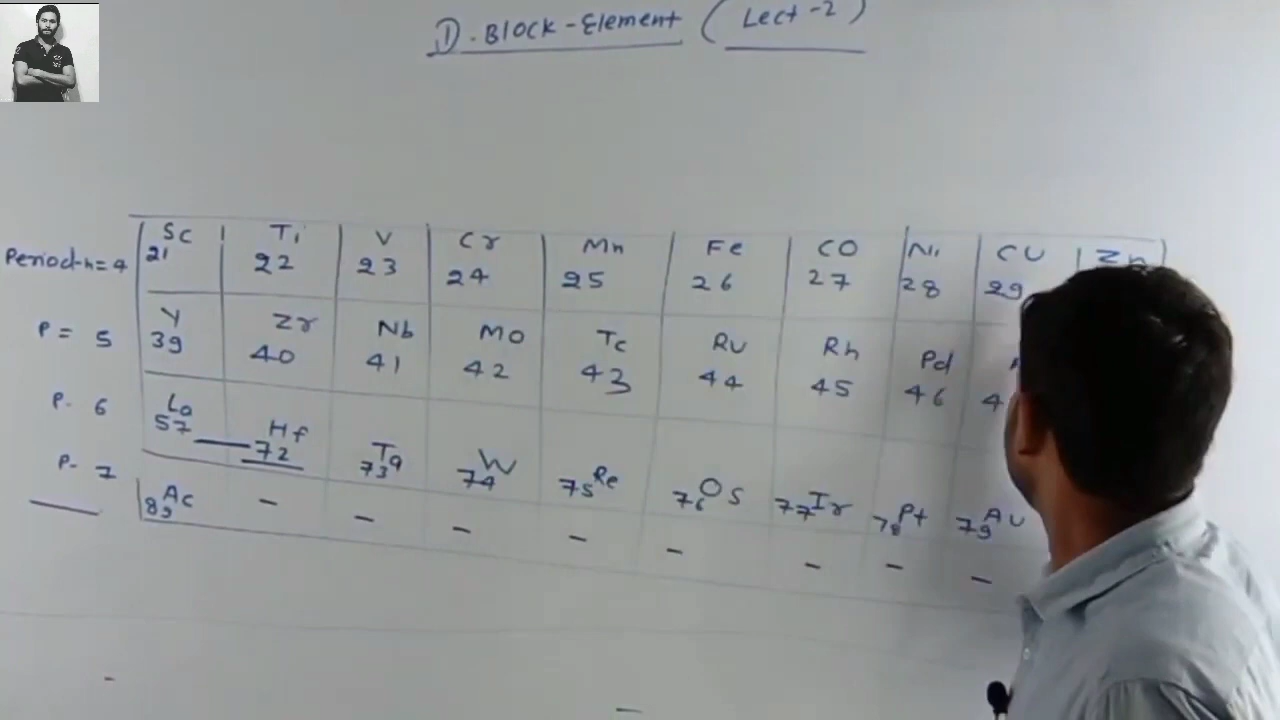 D.Block-Element ( Lect-2 )
Period-n=4 Sc Ti V Cr Mn Fe CO Ni CU Zn
21 22 23 24 25 26 27 28 29
P= 5 Y Zr Nb MO Tc RU Rh Pd
39 40 41 42 43 44 45 46 4
P- 6 La Hf Ta W Re Os Ir Pt AU
57 — 72 73 74 75 76 77 78 79
P- 7 Ac - - - - - - - -
89